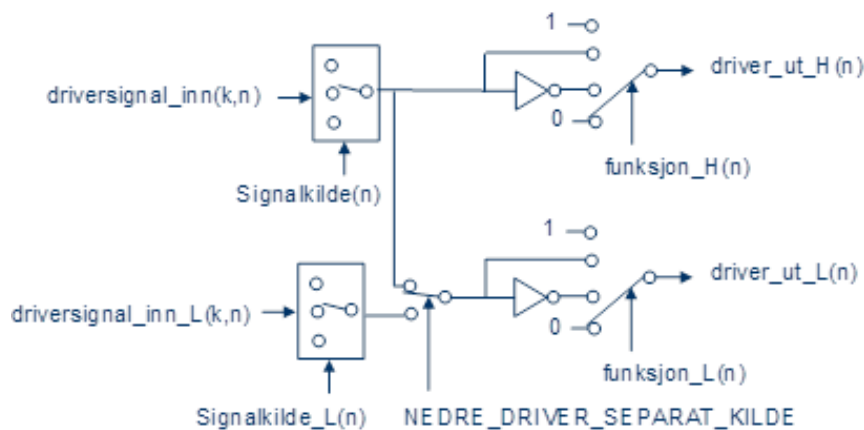 1
driversignal_inn(k,n)
driver_ut_H(n)
0
Signalkilde(n)
funksjon_H(n)
1
driversignal_inn_L(k,n)
driver_ut_L(n)
0
funksjon_L(n)
Signalkilde_L(n)
NEDRE_DRIVER_SEPARAT_KILDE